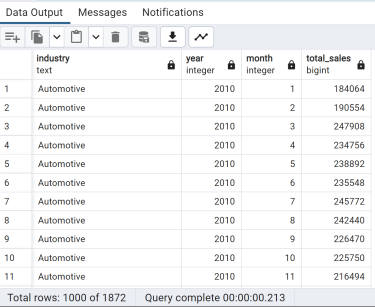 Data Output Messages Notifications
industry text year integer month integer total_sales bigint
1 Automotive 2010 1 184064
2 Automotive 2010 2 190554
3 Automotive 2010 3 247908
4 Automotive 2010 4 234756
5 Automotive 2010 5 238892
6 Automotive 2010 6 235548
7 Automotive 2010 7 245772
8 Automotive 2010 8 242440
9 Automotive 2010 9 226470
10 Automotive 2010 10 225750
11 Automotive 2010 11 216494
Total rows: 1000 of 1872 Query complete 00:00:00.213